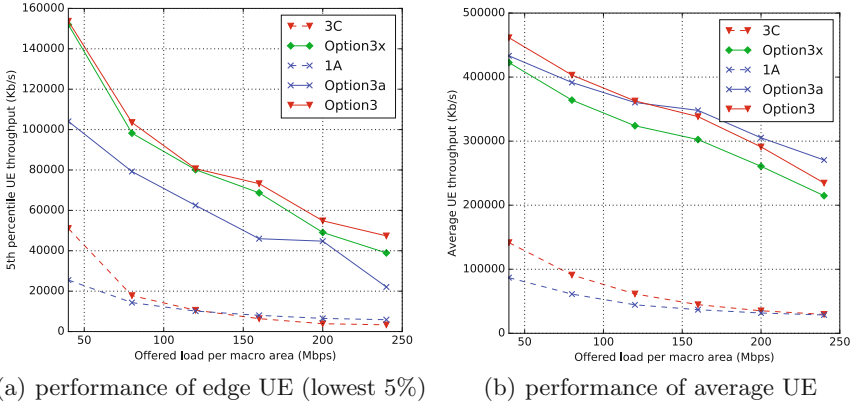 160000
140000
120000
100000
80000
60000
40000
20000
0
5th percentile UE throughput (Kb/s)
50 100 150 200 250
Offered load per macro area (Mbps)
3C
Option3x
1A
Option3a
Option3
500000
400000
300000
200000
100000
0
Average UE throughput (Kb/s)
50 100 150 200 250
Offered load per macro area (Mbps)
3C
Option3x
1A
Option3a
Option3
a) performance of edge UE (lowest 5%)
(b) performance of average UE